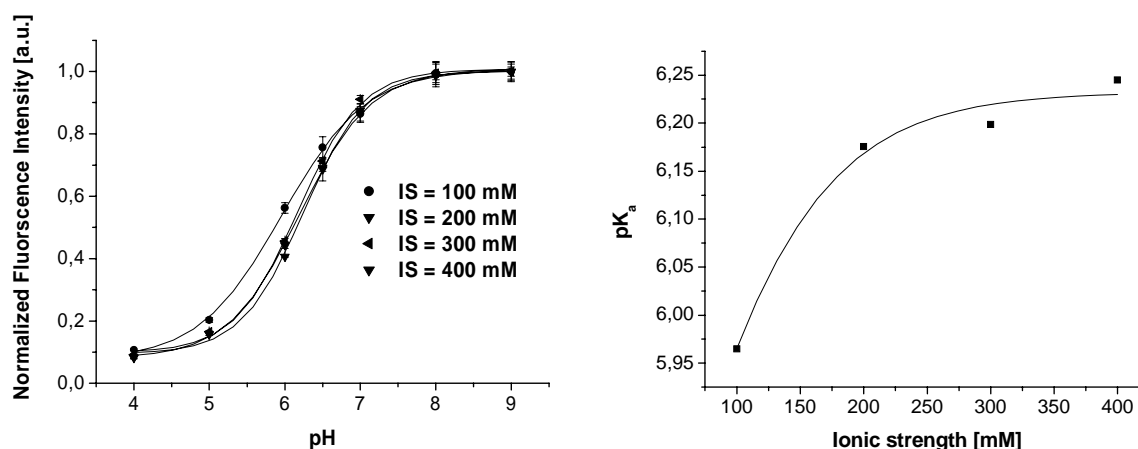 Normalized Fluorescence Intensity [a.u.]
1,0
0,8
0,6
0,4
0,2
0,0
4 5 6 7 8 9
pH
IS = 100 mM
IS = 200 mM
IS = 300 mM
IS = 400 mM
pKa
6,25
6,20
6,15
6,10
6,05
6,00
5,95
100 150 200 250 300 350 400
Ionic strength [mM]